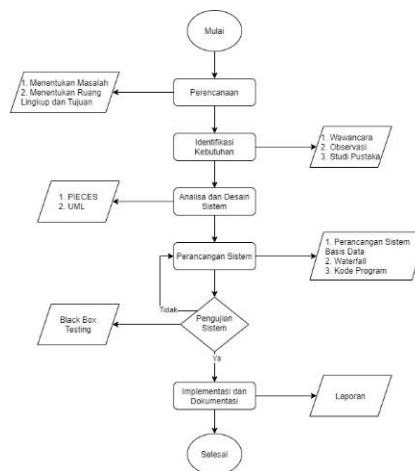 Mulai
1. Menentukan Masalah
2. Menentukan Ruang
Lingkup dan Tujuan
Perencanaan
Identifikasi
Kebutuhan
1. Wawancara
2. Observasi
3. Studi Pustaka
1. PIECES
2. UML
Analisa dan Desain
Sistem
Perancangan Sistem
1. Perancangan Sistem
Basis Data
2. Waterfall
3. Kode Program
Tidak
Black Box
Testing
Pengujian
Sistem
Ya
Implementasi dan
Dokumentasi
Laporan
Selesai